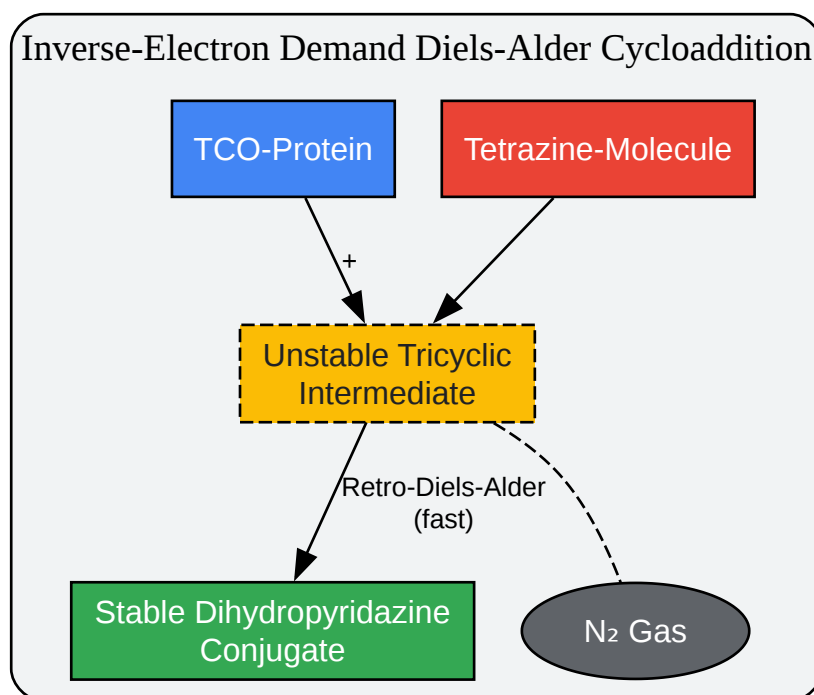 Inverse-Electron Demand Diels-Alder Cycloaddition
TCO-Protein
Tetrazine-Molecule
+
Unstable Tricyclic
Intermediate
Retro-Diels-Alder
(fast)
Stable Dihydropyridazine
Conjugate
N₂ Gas